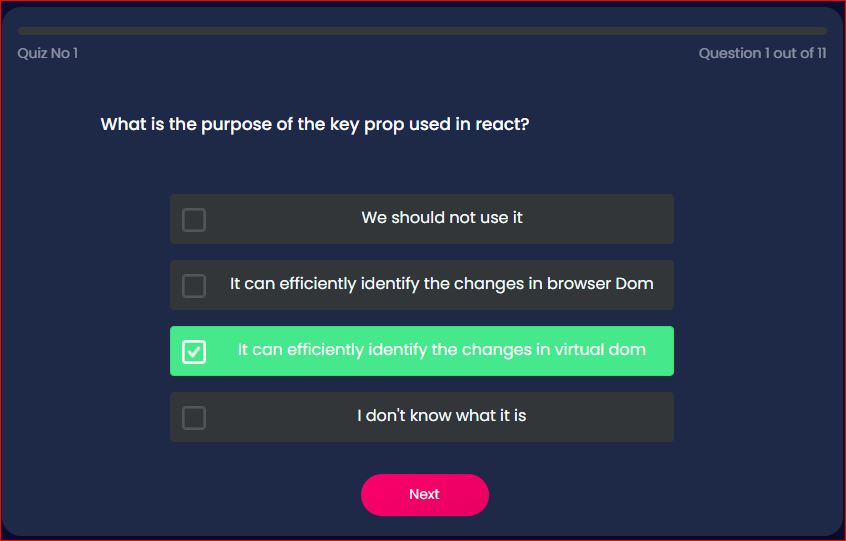 Quiz No 1
Question 1 out of 11
What is the purpose of the key prop used in react?
We should not use it
It can efficiently identify the changes in browser Dom
It can efficiently identify the changes in virtual dom
I don't know what it is
Next